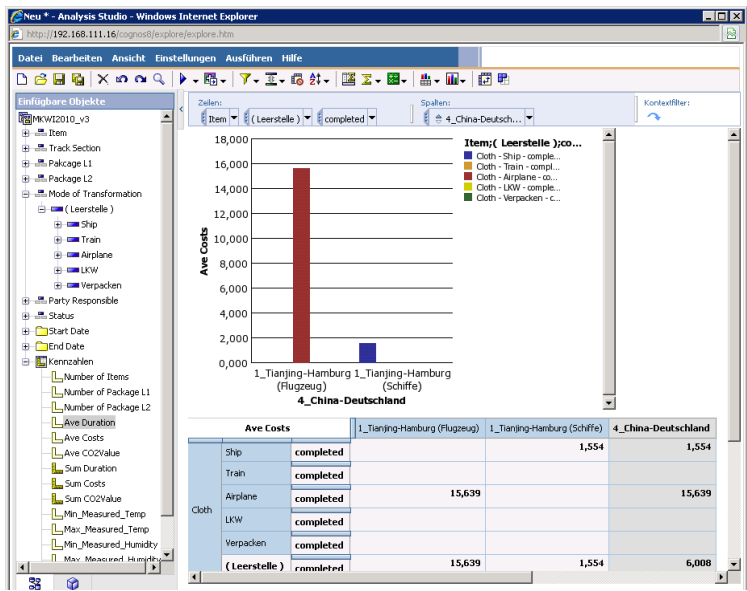 Neu * - Analysis Studio - Windows Internet Explorer
http://192.168.111.16/cognos8/explore/explore.htm
Datei Bearbeiten Ansicht Einstellungen Ausführen Hilfe
Einfügbare Objekte
MKWI2010_v3
Item
Track Section
Pakcage L1
Package L2
Mode of Transformation
( Leerstelle )
Ship
Train
Airplane
LKW
Verpacken
Party Responsible
Status
Start Date
End Date
Kennzahlen
Number of Items
Number of Package L1
Number of Package L2
Ave Duration
Ave Costs
Ave CO2Value
Sum Duration
Sum Costs
Sum CO2Value
Min_Measured_Temp
Max_Measured_Temp
Min_Measured_Humidity
Max_Measured_Humidity
Zeilen:
Item ( Leerstelle ) completed
Spalten:
4_China-Deutsch...
Kontextfilter:
18,000
16,000
14,000
12,000
10,000
8,000
6,000
4,000
2,000
0,000
Ave Costs
1_Tianjing-Hamburg (Flugzeug)
1_Tianjing-Hamburg (Schiffe)
4_China-Deutschland
Item;( Leerstelle );co...
Cloth - Ship - comple...
Cloth - Train - compl...
Cloth - Airplane - co...
Cloth - LKW - comple...
Cloth - Verpacken - c...
Ave Costs 1_Tianjing-Hamburg (Flugzeug) 1_Tianjing-Hamburg (Schiffe) 4_China-Deutschland
Cloth
Ship completed 1,554 1,554
Train completed
Airplane completed 15,639 15,639
LKW completed
Verpacken completed
( Leerstelle ) completed 15,639 1,554 6,008